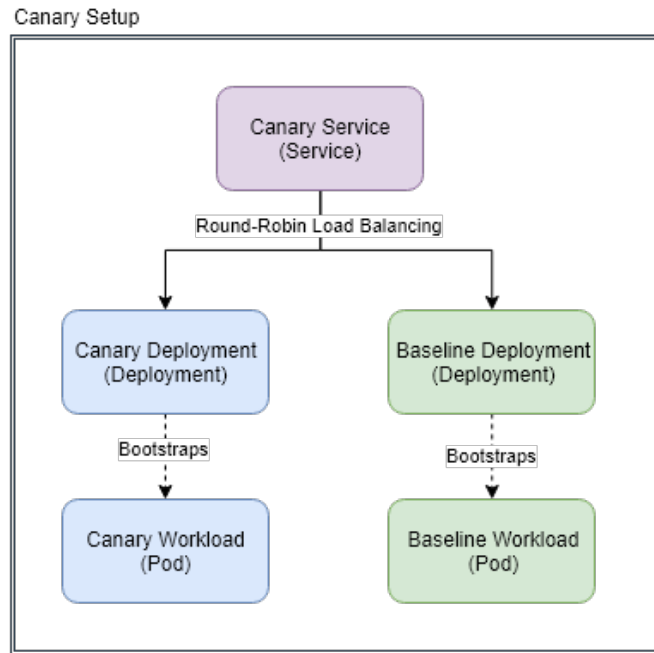 Canary Setup
Canary Service
(Service)
Round-Robin Load Balancing
Canary Deployment
(Deployment)
Baseline Deployment
(Deployment)
Bootstraps
Bootstraps
Canary Workload
(Pod)
Baseline Workload
(Pod)